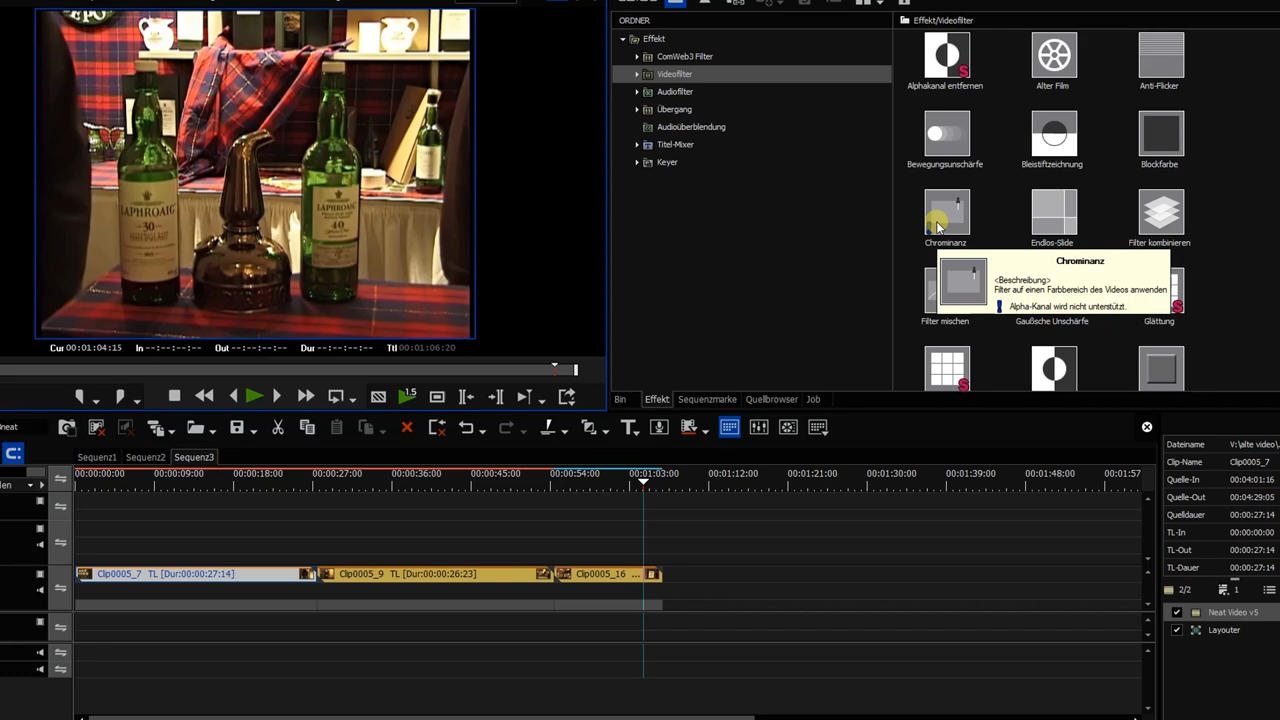 EPO
LAPHROAIG
30
LAPHROAIG
40
Cur 00:01:04:15 In --:--:--:-- Out --:--:--:-- Dur --:--:--:-- Ttl 00:01:06:20
1.5
ORDNER
Effekt
ComWeb3 Filter
Videofilter
Audiofilter
Übergang
Audioüberblendung
Titel-Mixer
Keyer
Effekt/Videofilter
Alphakanal entfernen
Alter Film
Anti-Flicker
Bewegungsunschärfe
Bleistiftzeichnung
Blockfarbe
Chrominanz
Endlos-Slide
Filter kombinieren
Chrominanz
<Beschreibung>
Filter auf einen Farbbereich des Videos anwenden
Alpha-Kanal wird nicht unterstützt.
Filter mischen
Gaußsche Unschärfe
Glättung
S
S
S
S
Bin Effekt Sequenzmarke Quellbrowser Job
neat
Sequenz1 Sequenz2 Sequenz3
00:00:00:00 00:00:09:00 00:00:18:00 00:00:27:00 00:00:36:00 00:00:45:00 00:00:54:00 00:01:03:00 00:01:12:00 00:01:21:00 00:01:30:00 00:01:39:00 00:01:48:00 00:01:57
den
Clip0005_7 TL [Dur:00:00:27:14]
Clip0005_9 TL [Dur:00:00:26:23]
Clip0005_16 ...
Dateiname V:\alte video\
Clip-Name Clip0005_7
Quelle-In 00:04:01:16
Quelle-Out 00:04:29:05
Quelldauer 00:00:27:14
TL-In 00:00:00:00
TL-Out 00:00:27:14
TL-Dauer 00:00:27:14
2/2 1
Neat Video v5
Layouter